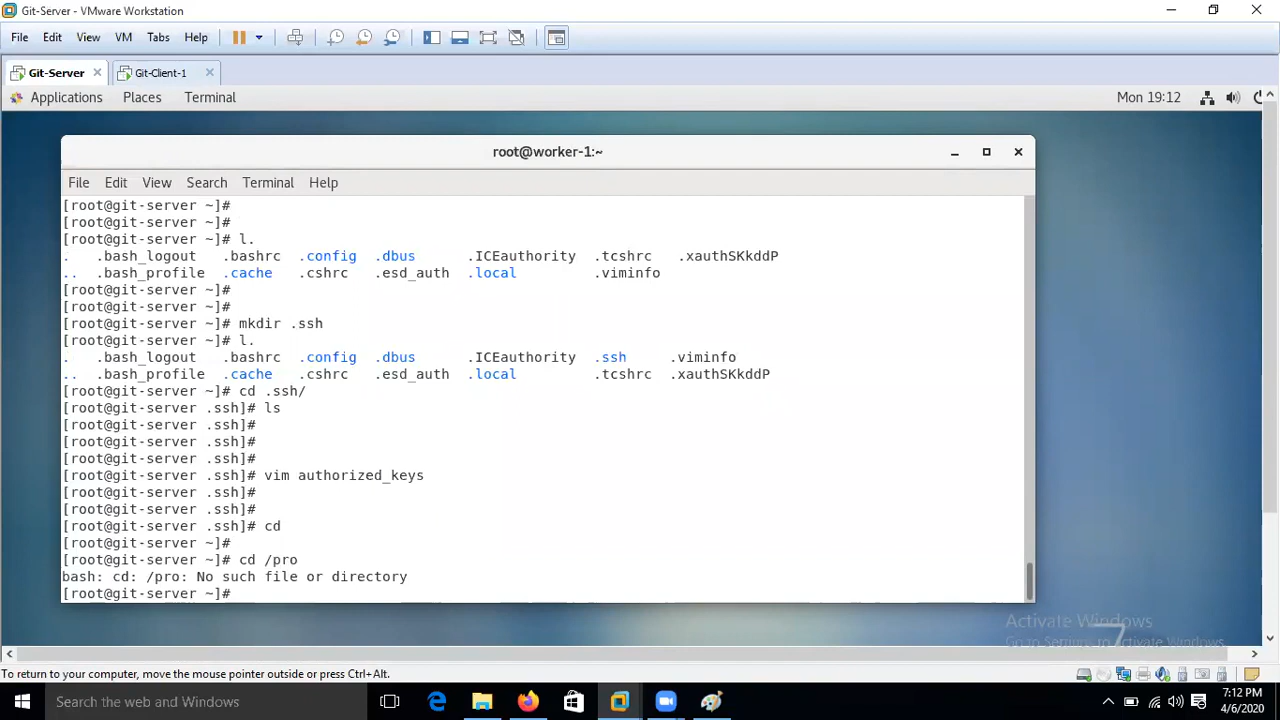 Git-Server - VMware Workstation
File Edit View VM Tabs Help
Git-Server Git-Client-1
Applications Places Terminal Mon 19:12
root@worker-1:~
File Edit View Search Terminal Help
[root@git-server ~]#
[root@git-server ~]#
[root@git-server ~]# l.
. .bash_logout .bashrc .config .dbus .ICEauthority .tcshrc .xauthSKkddP
.. .bash_profile .cache .cshrc .esd_auth .local .viminfo
[root@git-server ~]#
[root@git-server ~]#
[root@git-server ~]# mkdir .ssh
[root@git-server ~]# l.
. .bash_logout .bashrc .config .dbus .ICEauthority .ssh .viminfo
.. .bash_profile .cache .cshrc .esd_auth .local .tcshrc .xauthSKkddP
[root@git-server ~]# cd .ssh/
[root@git-server .ssh]# ls
[root@git-server .ssh]#
[root@git-server .ssh]#
[root@git-server .ssh]#
[root@git-server .ssh]# vim authorized_keys
[root@git-server .ssh]#
[root@git-server .ssh]#
[root@git-server .ssh]# cd
[root@git-server ~]#
[root@git-server ~]# cd /pro
bash: cd: /pro: No such file or directory
[root@git-server ~]#
Activate Windows
Go to Settings to activate Windows.
To return to your computer, move the mouse pointer outside or press Ctrl+Alt.
Search the web and Windows
7:12 PM
4/6/2020